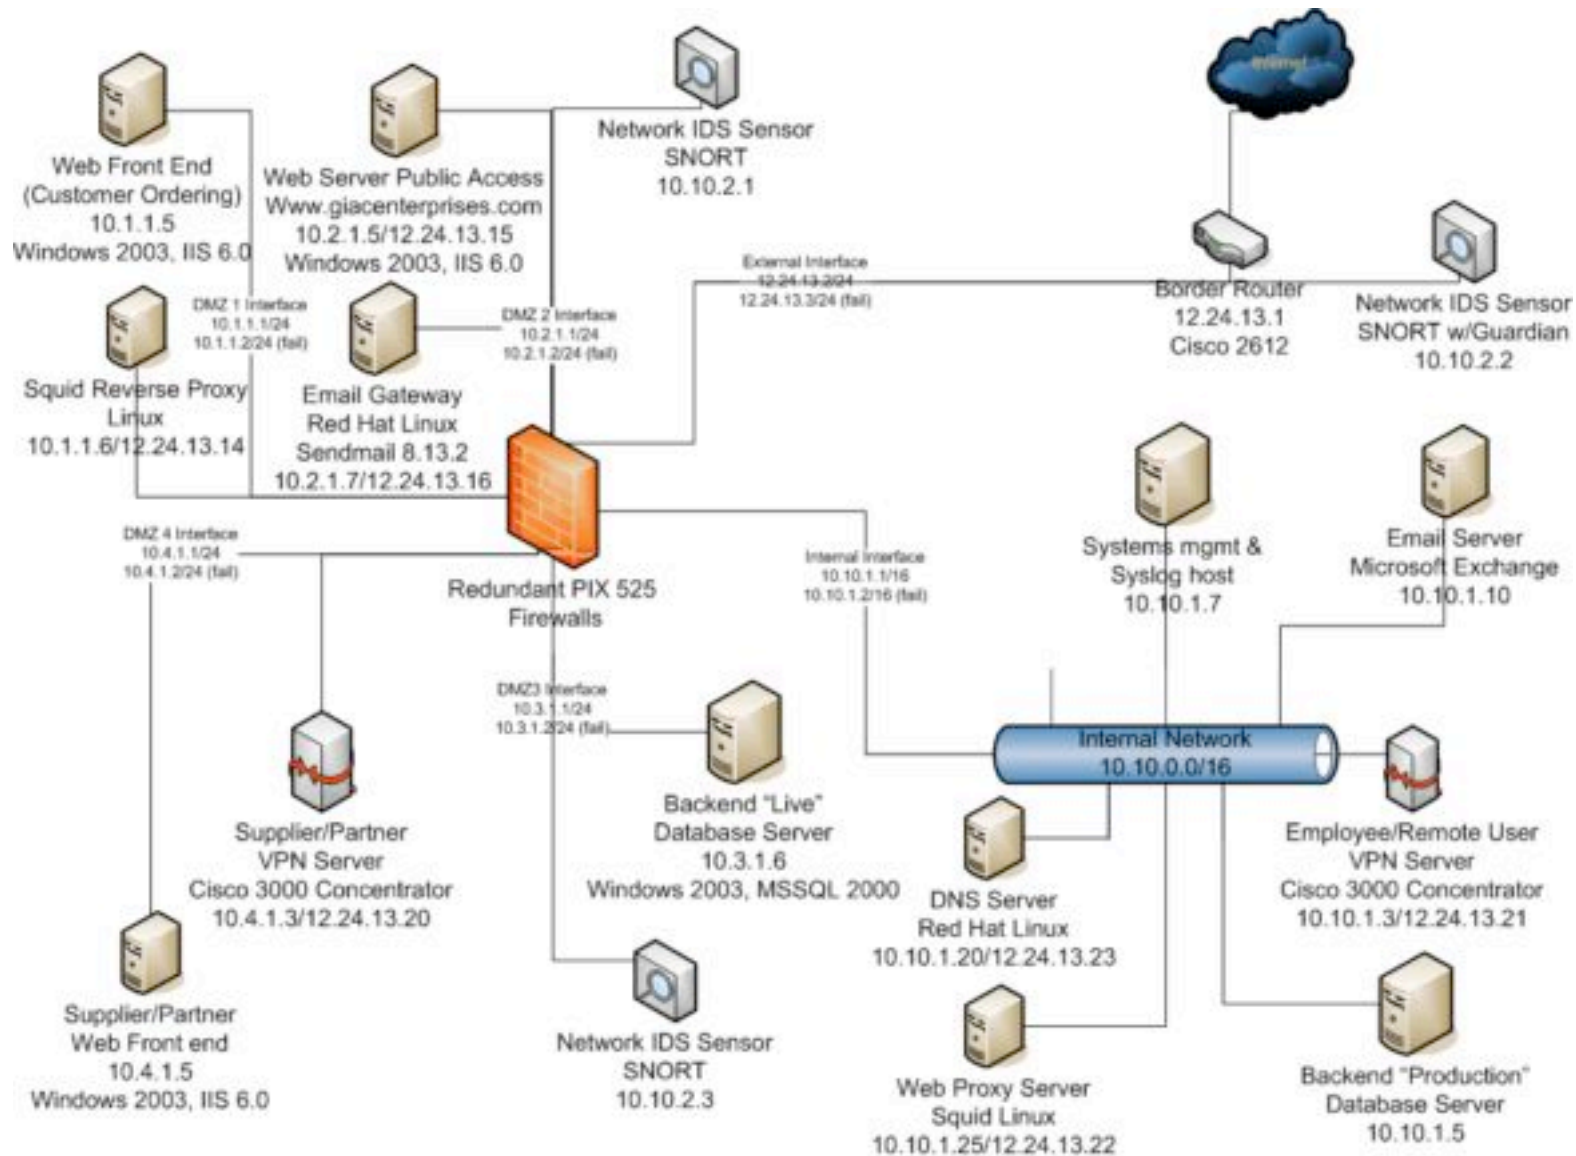 Internet
Network IDS Sensor
SNORT
10.10.2.1
Web Front End
(Customer Ordering)
10.1.1.5
Windows 2003, IIS 6.0
Web Server Public Access
Www.giacenterprises.com
10.2.1.5/12.24.13.15
Windows 2003, IIS 6.0
External Interface
12.24.13.2/24
12.24.13.3/24 (fail)
Border Router
12.24.13.1
Cisco 2612
Network IDS Sensor
SNORT w/Guardian
10.10.2.2
DMZ 1 Interface
10.1.1.1/24
10.1.1.2/24 (fail)
DMZ 2 Interface
10.2.1.1/24
10.2.1.2/24 (fail)
Squid Reverse Proxy
Linux
10.1.1.6/12.24.13.14
Email Gateway
Red Hat Linux
Sendmail 8.13.2
10.2.1.7/12.24.13.16
DMZ 4 Interface
10.4.1.1/24
10.4.1.2/24 (fail)
Redundant PIX 525
Firewalls
Internal Interface
10.10.1.1/16
10.10.1.2/16 (fail)
Systems mgmt &
Syslog host
10.10.1.7
Email Server
Microsoft Exchange
10.10.1.10
DMZ3 Interface
10.3.1.1/24
10.3.1.2/24 (fail)
Internal Network
10.10.0.0/16
Supplier/Partner
VPN Server
Cisco 3000 Concentrator
10.4.1.3/12.24.13.20
Backend "Live"
Database Server
10.3.1.6
Windows 2003, MSSQL 2000
DNS Server
Red Hat Linux
10.10.1.20/12.24.13.23
Employee/Remote User
VPN Server
Cisco 3000 Concentrator
10.10.1.3/12.24.13.21
Supplier/Partner
Web Front end
10.4.1.5
Windows 2003, IIS 6.0
Network IDS Sensor
SNORT
10.10.2.3
Web Proxy Server
Squid Linux
10.10.1.25/12.24.13.22
Backend "Production"
Database Server
10.10.1.5